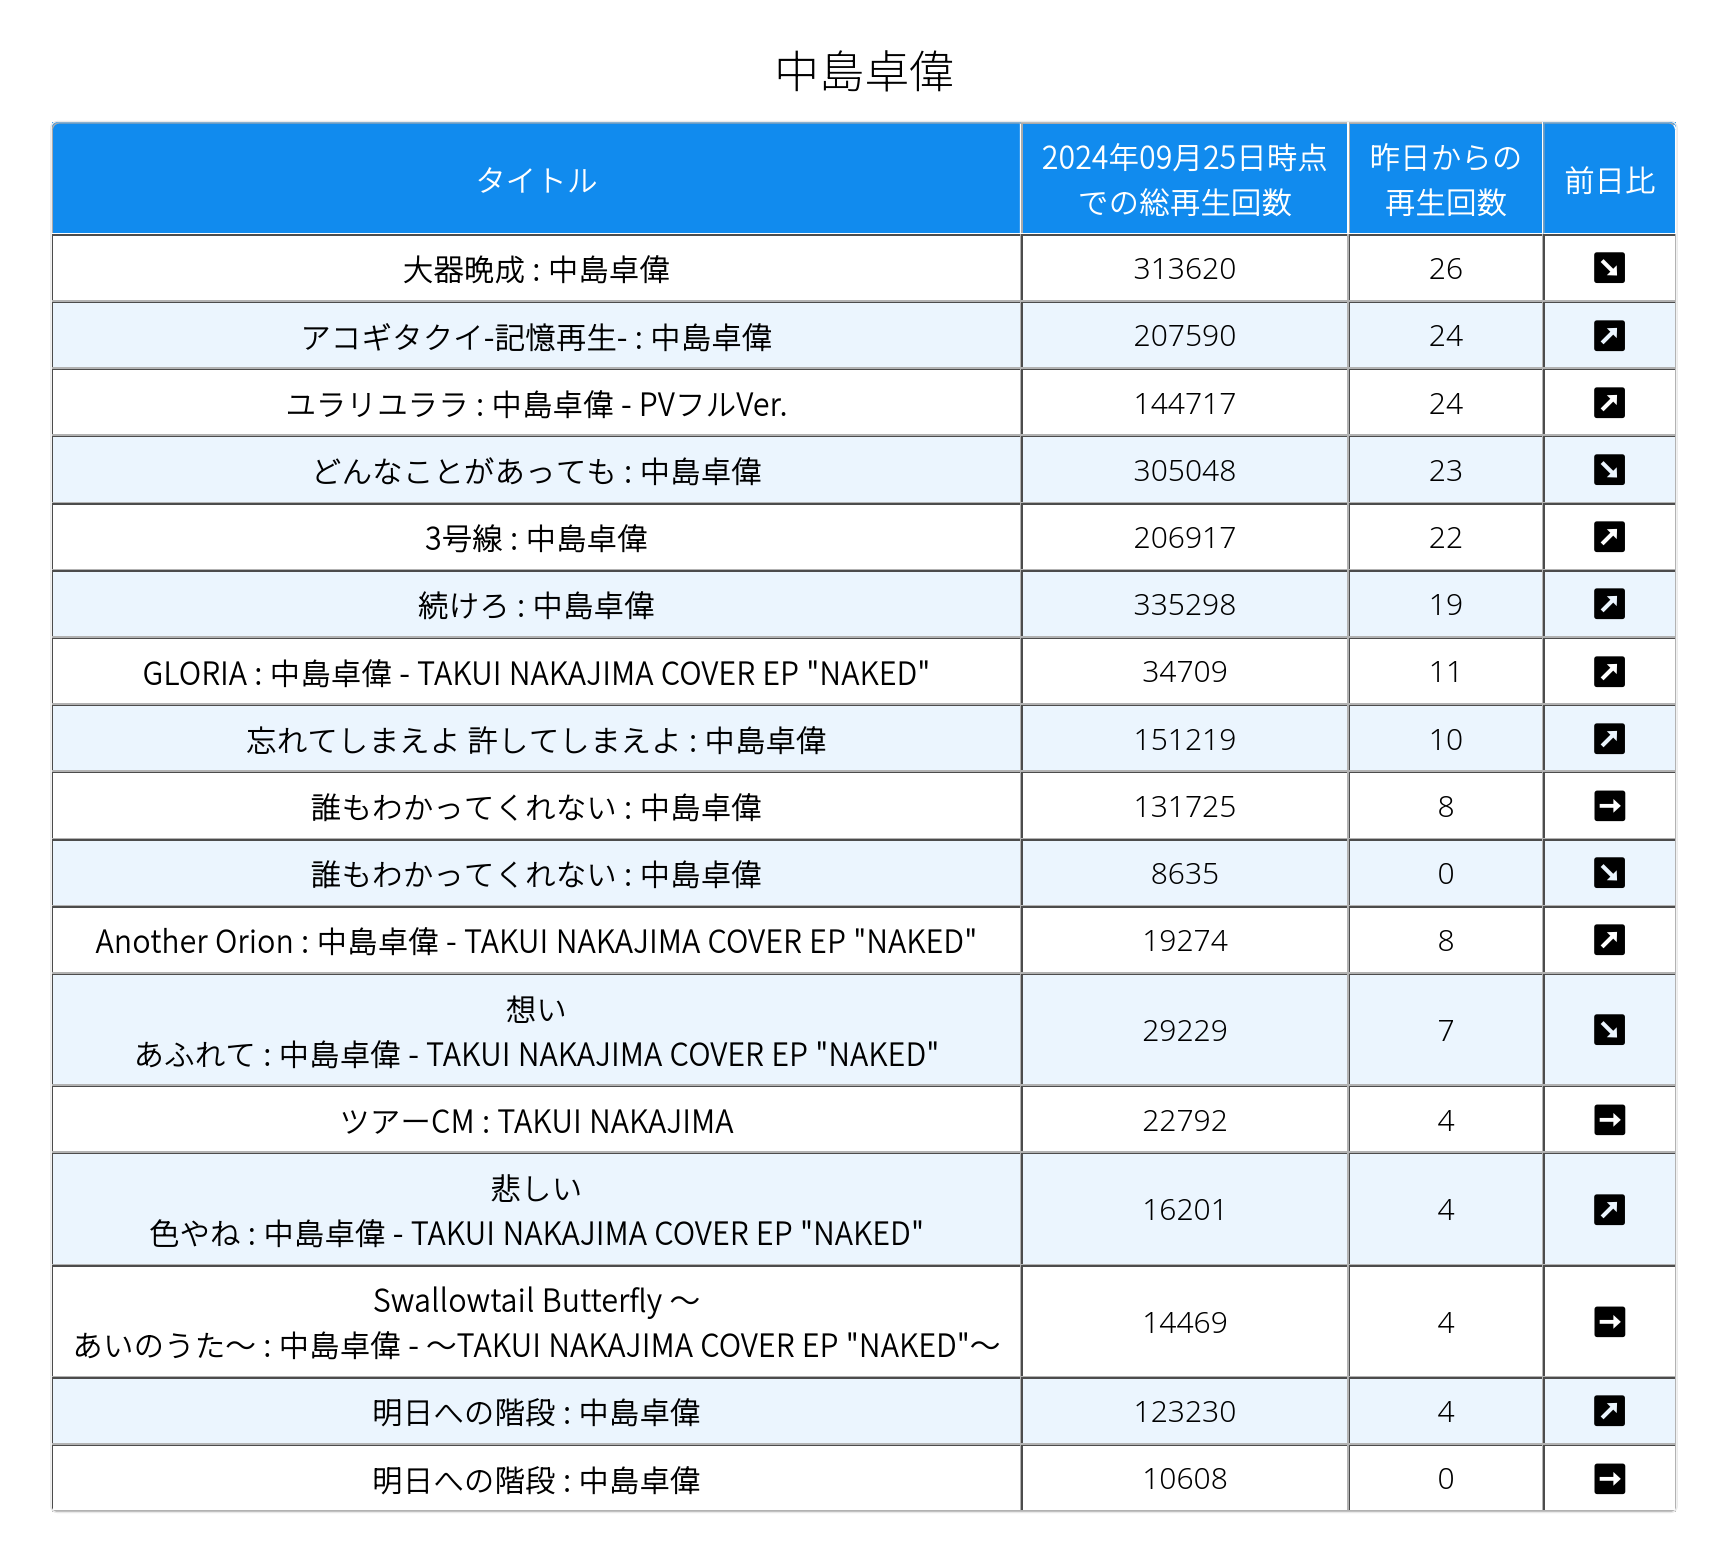 中島卓偉
タイトル
2024年09月25日時点
での総再生回数
昨日からの
再生回数
前日比
大器晩成 : 中島卓偉 313620 26 ↘
アコギタクイ-記憶再生- : 中島卓偉 207590 24 ↗
ユラリユララ : 中島卓偉 - PVフルVer. 144717 24 ↗
どんなことがあっても : 中島卓偉 305048 23 ↘
3号線 : 中島卓偉 206917 22 ↗
続けろ : 中島卓偉 335298 19 ↗
GLORIA : 中島卓偉 - TAKUI NAKAJIMA COVER EP "NAKED" 34709 11 ↗
忘れてしまえよ 許してしまえよ : 中島卓偉 151219 10 ↗
誰もわかってくれない : 中島卓偉 131725 8 →
誰もわかってくれない : 中島卓偉 8635 0 ↘
Another Orion : 中島卓偉 - TAKUI NAKAJIMA COVER EP "NAKED" 19274 8 ↗
想い
あふれて : 中島卓偉 - TAKUI NAKAJIMA COVER EP "NAKED" 29229 7 ↘
ツアーCM : TAKUI NAKAJIMA 22792 4 →
悲しい
色やね : 中島卓偉 - TAKUI NAKAJIMA COVER EP "NAKED" 16201 4 ↗
Swallowtail Butterfly 〜
あいのうた〜 : 中島卓偉 - 〜TAKUI NAKAJIMA COVER EP "NAKED"〜 14469 4 →
明日への階段 : 中島卓偉 123230 4 ↗
明日への階段 : 中島卓偉 10608 0 →